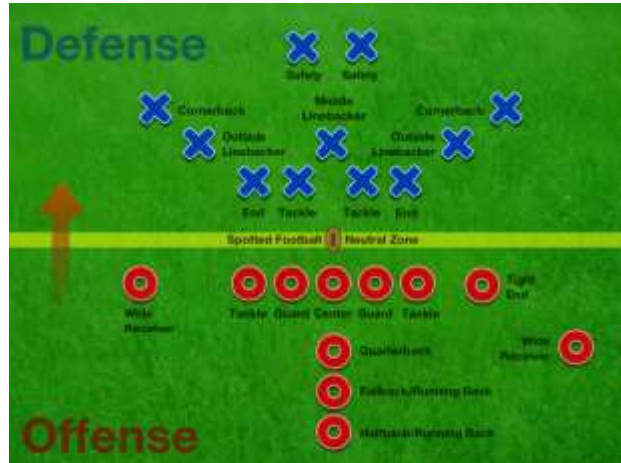 Defense
Safety Safety
Cornerback Middle Linebacker Cornerback
Outside Linebacker Outside Linebacker
End Tackle Tackle End
Spotted Football Neutral Zone
Wide Receiver Tackle Guard Center Guard Tackle Tight End
Quarterback Wide Receiver
Fullback/Running Back
Halfback/Running Back
Offense